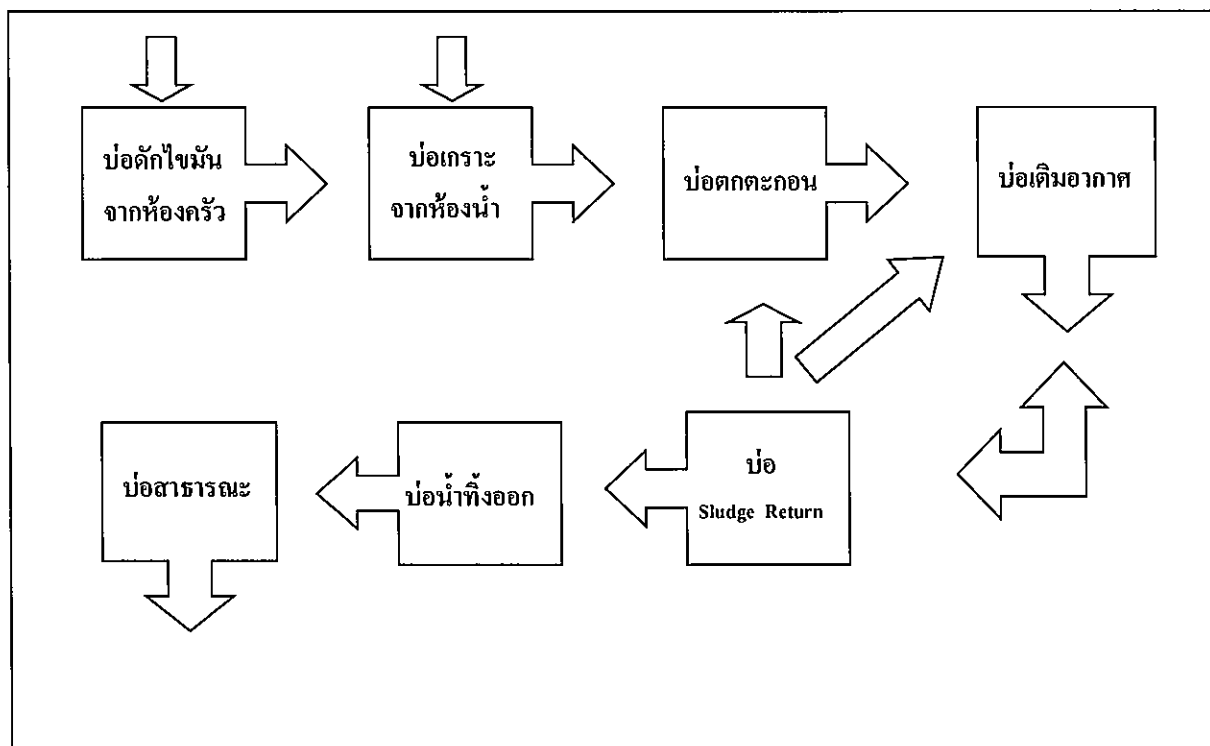 บ่อดักไขมัน
จากห้องครัว
บ่อเกราะ
จากห้องน้ำ
บ่อตกตะกอน
บ่อเติมอากาศ
บ่อสาธารณะ
บ่อน้ำทิ้งออก
บ่อ
Sludge Return